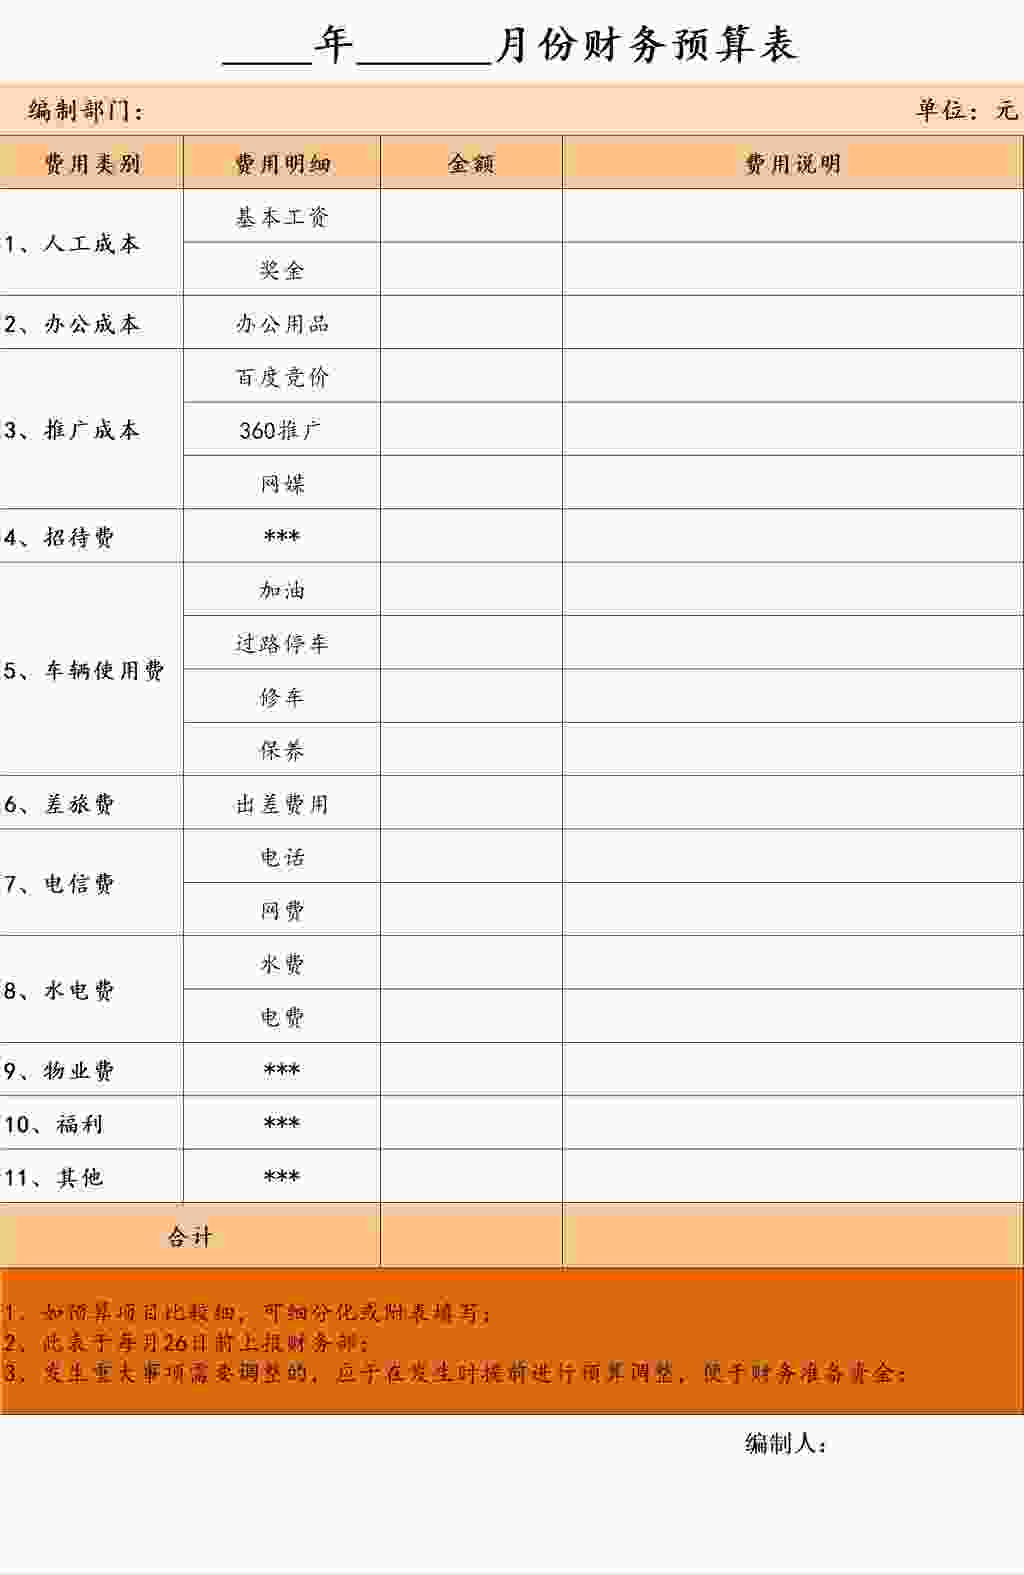 ____年______月份财务预算表
编制部门： 单位：元
费用类别 费用明细 金额 费用说明
1、人工成本 基本工资
奖金
2、办公成本 办公用品
3、推广成本 百度竞价
360推广
网媒
4、招待费 ***
5、车辆使用费 加油
过路停车
修车
保养
6、差旅费 出差费用
7、电信费 电话
网费
8、水电费 水费
电费
9、物业费 ***
10、福利 ***
11、其他 ***
合计
1、如预算项目比较细，可细分化或附表填写；
2、此表于每月26日前上报财务部；
3、发生重大事项需要调整的，应于在发生时提前进行预算调整，便于财务准备资金；
编制人：